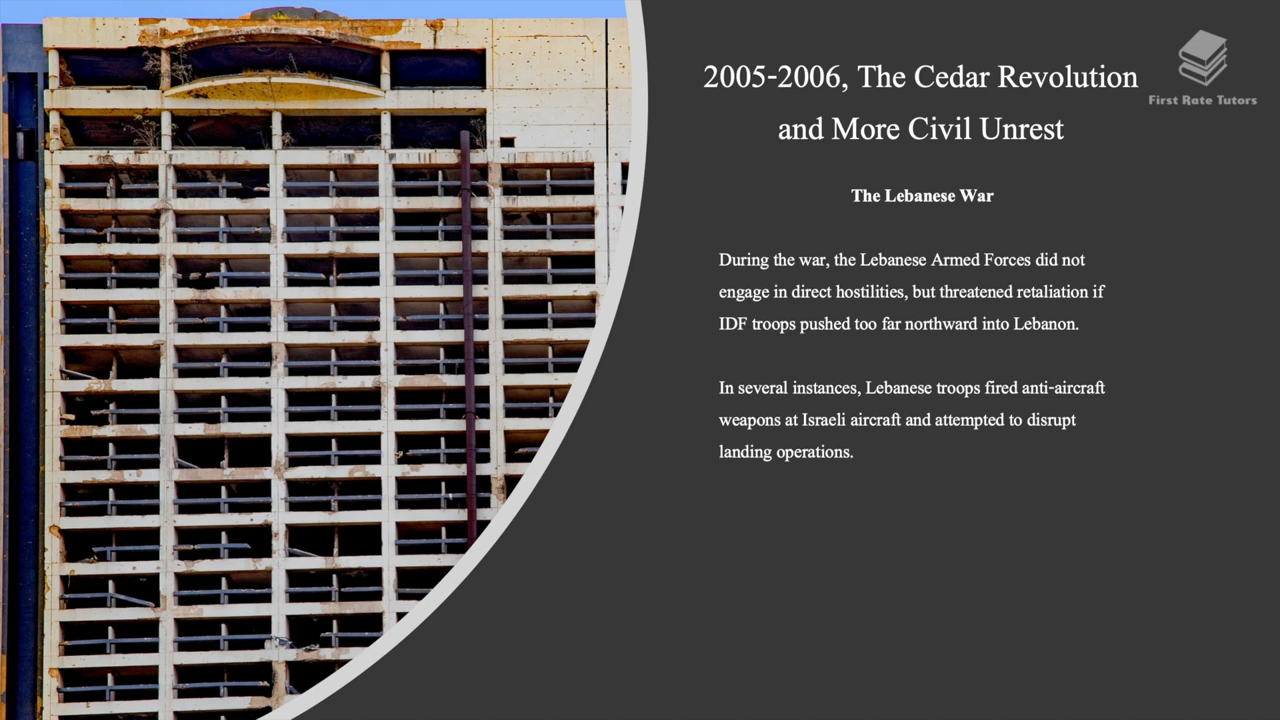 2005-2006, The Cedar Revolution
and More Civil Unrest
First Rate Tutors
The Lebanese War
During the war, the Lebanese Armed Forces did not
engage in direct hostilities, but threatened retaliation if
IDF troops pushed too far northward into Lebanon.
In several instances, Lebanese troops fired anti-aircraft
weapons at Israeli aircraft and attempted to disrupt
landing operations.